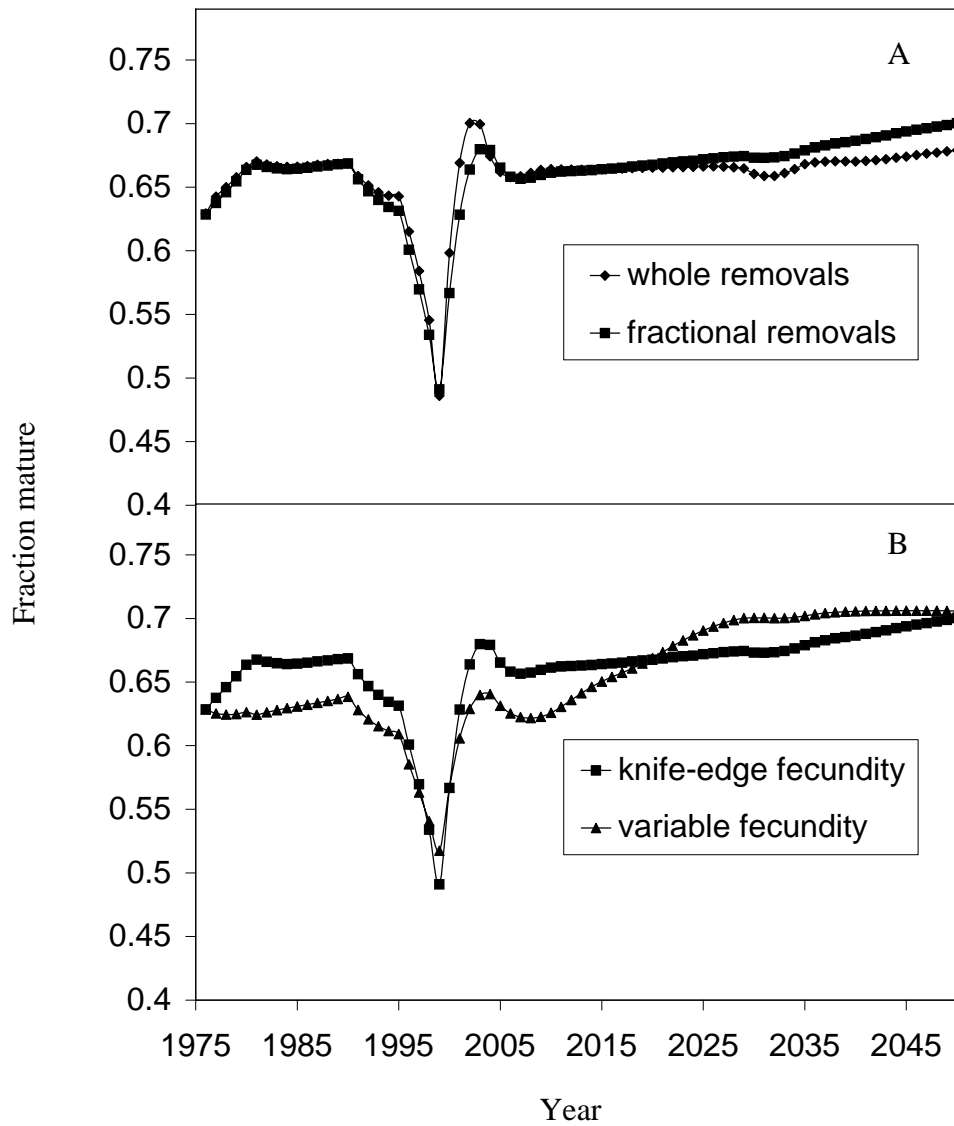 A
0.75
0.7
0.65
0.6
0.55
0.5
0.45
0.4
whole removals
fractional removals
Fraction mature
B
0.75
0.7
0.65
0.6
0.55
0.5
0.45
0.4
knife-edge fecundity
variable fecundity
1975 1985 1995 2005 2015 2025 2035 2045
Year